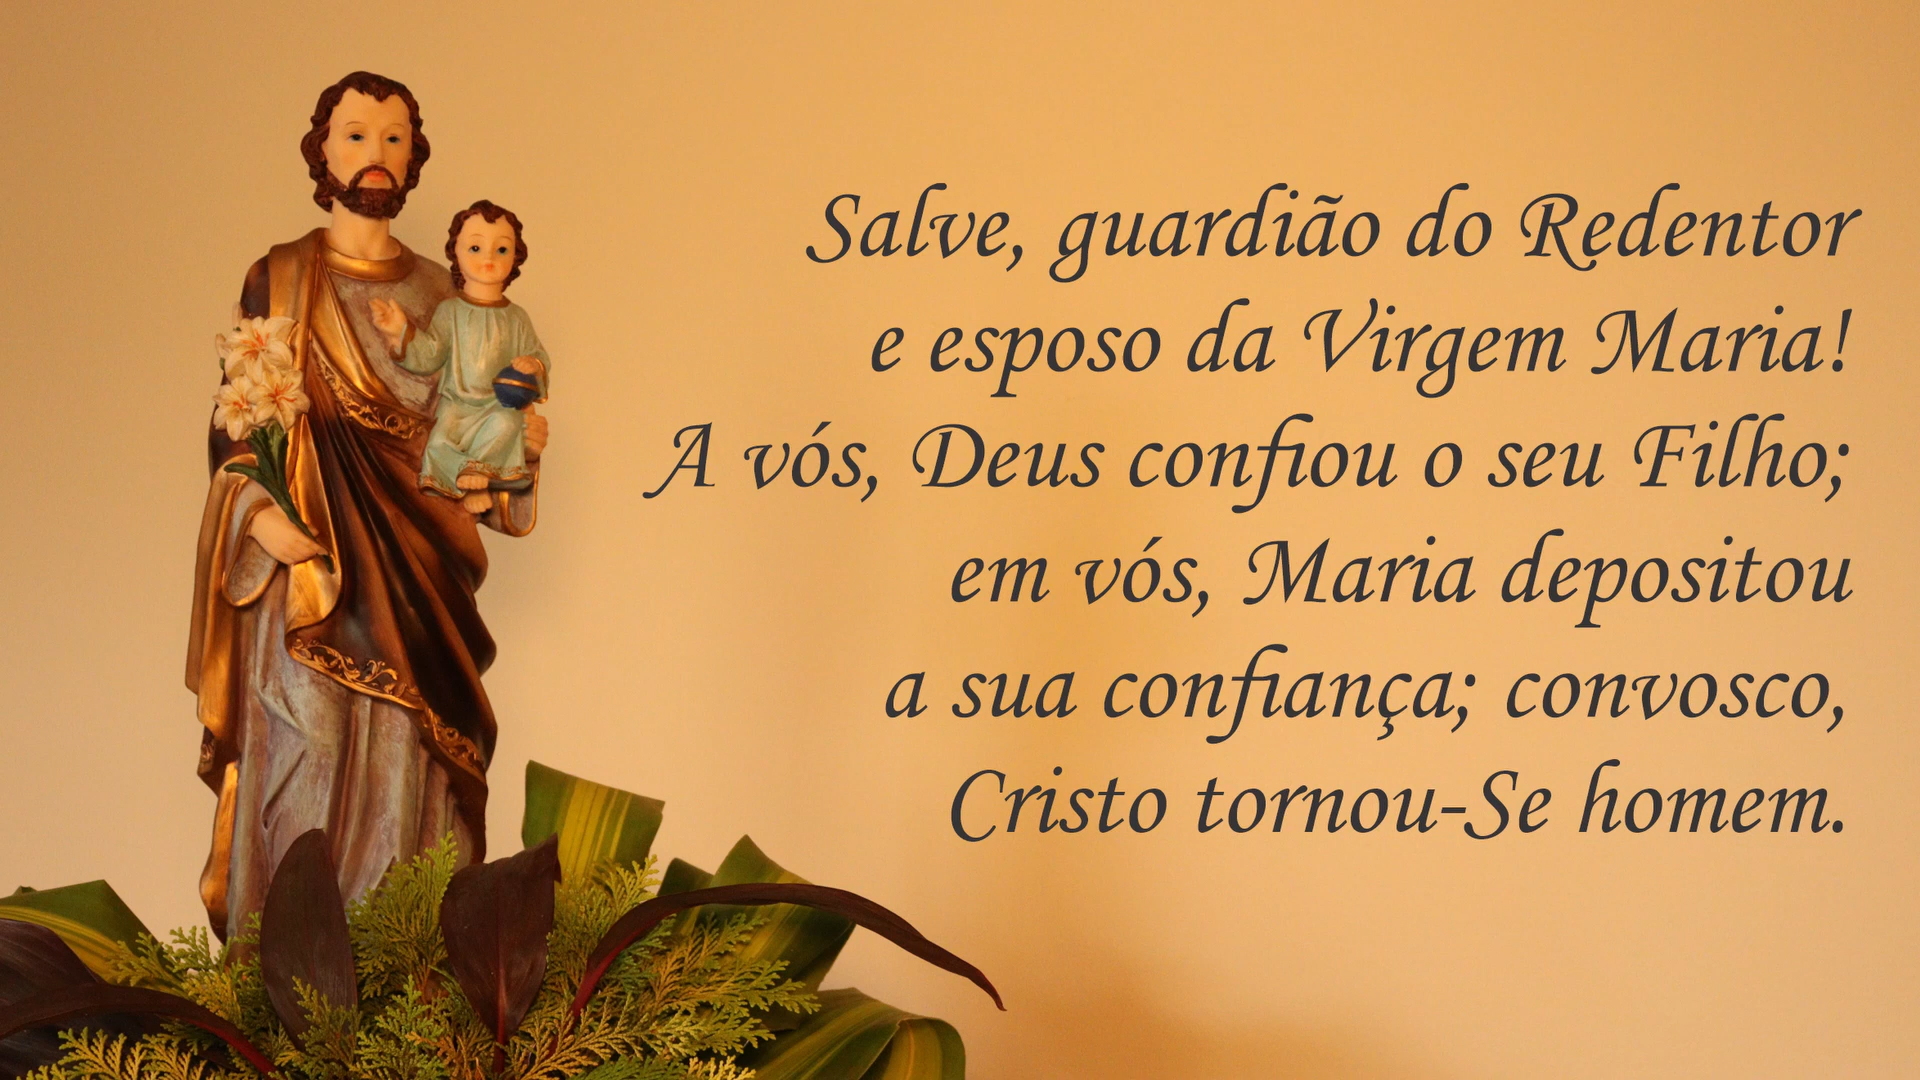 Salve, guardião do Redentor
e esposo da Virgem Maria!
A vós, Deus confiou o seu Filho;
em vós, Maria depositou
a sua confiança; convosco,
Cristo tornou-Se homem.